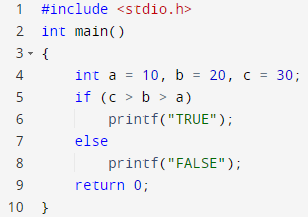 1 #include <stdio.h>
2 int main()
3 {
4     int a = 10, b = 20, c = 30;
5     if (c > b > a)
6         printf("TRUE");
7     else
8         printf("FALSE");
9     return 0;
10 }